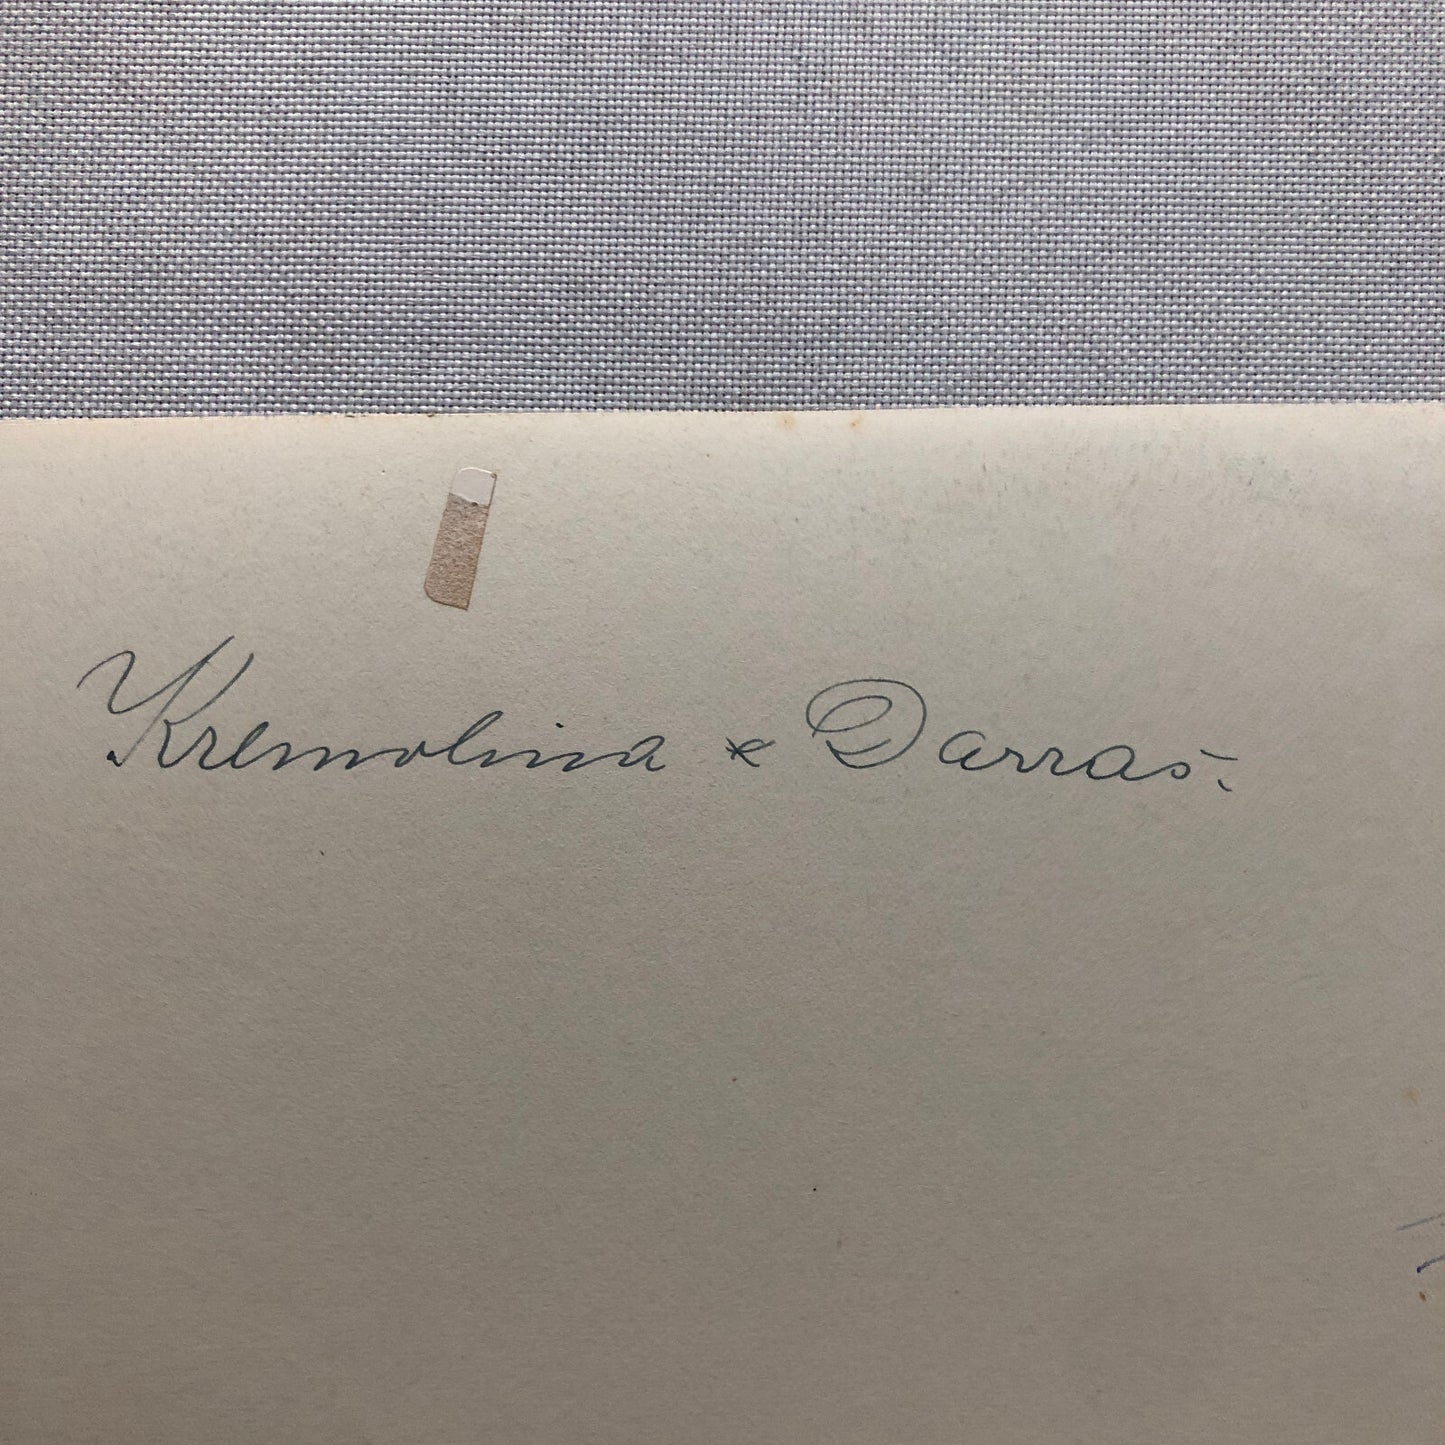 Kremolina & Darras.